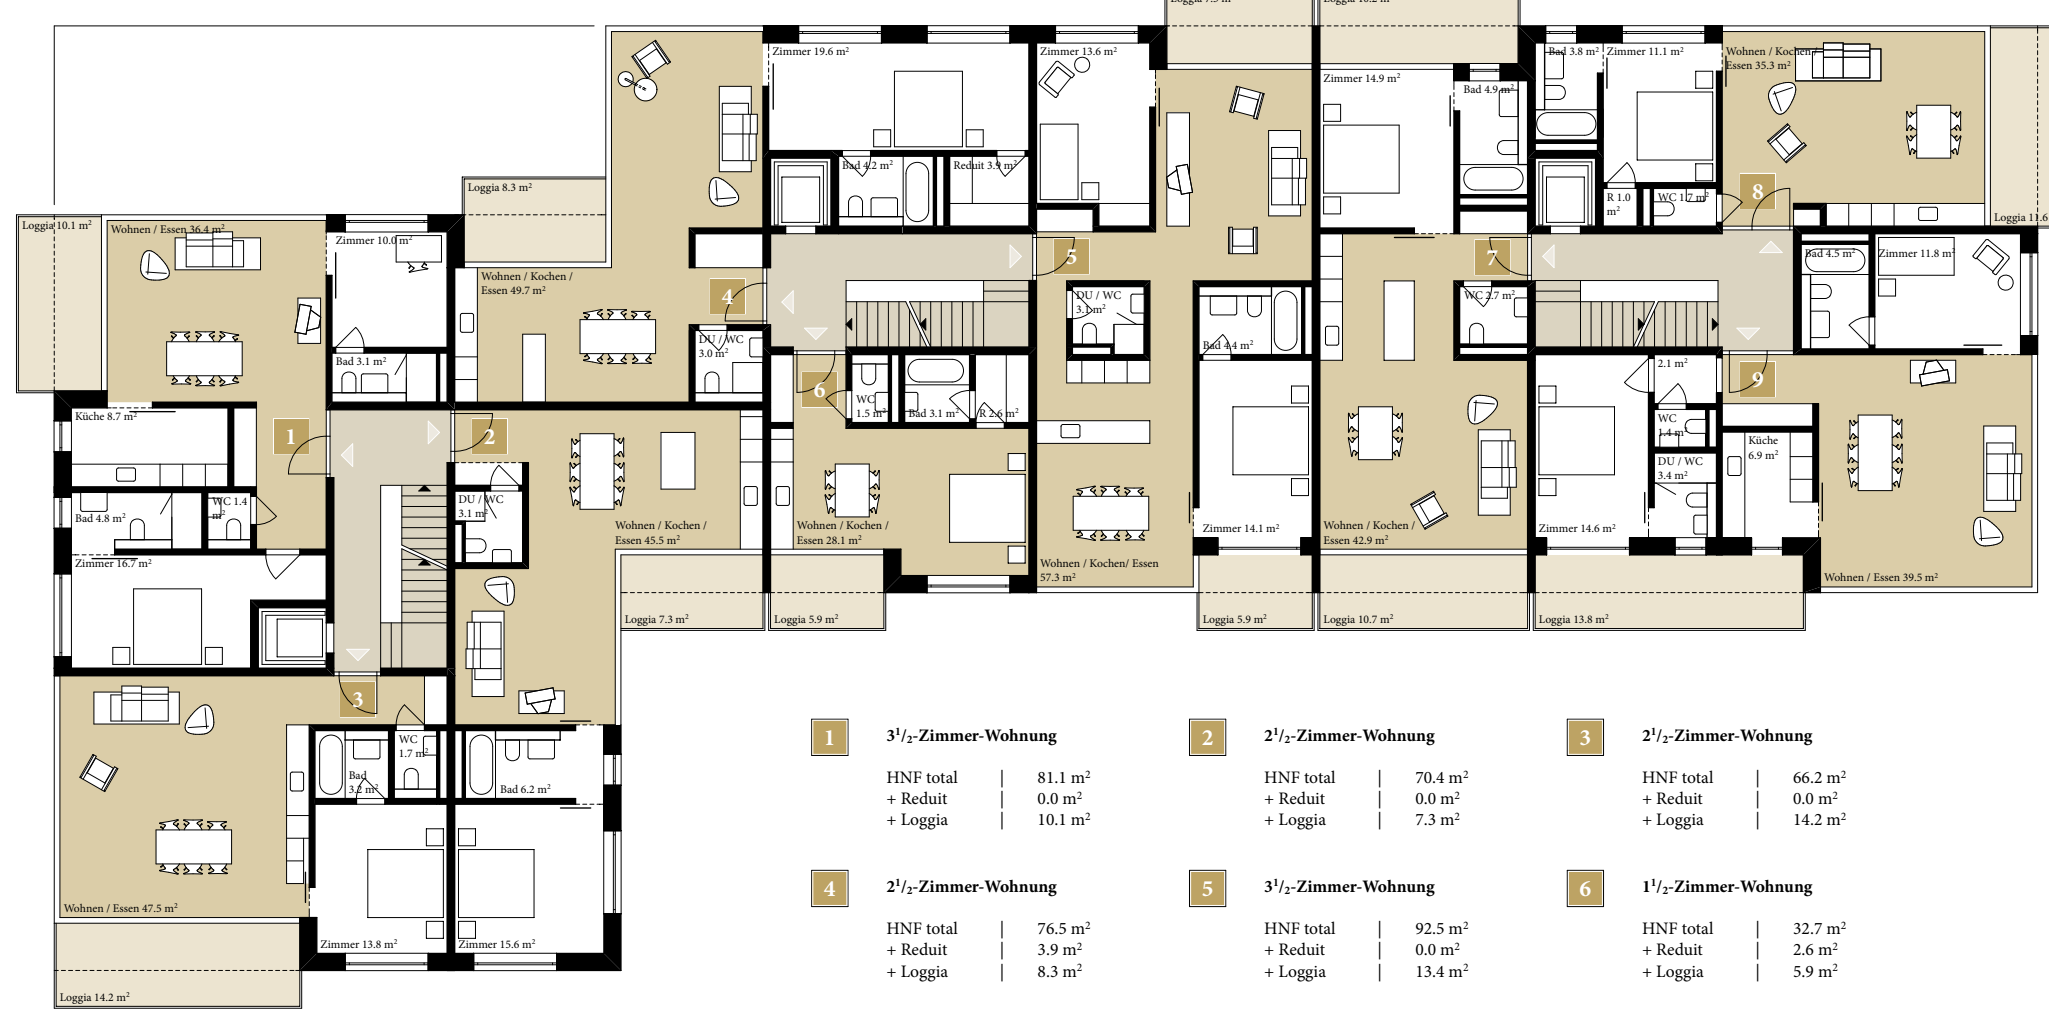 Zimmer 19.6 m²
Zimmer 13.6 m²
Zimmer 14.9 m²
Bad 4.9 m²
Bad 3.8 m²
Zimmer 11.1 m²
Wohnen / Kochen /
Essen 35.3 m²
Bad 4.2 m²
Reduit 3.9 m²
Loggia 8.3 m²
R 1.0
m²
WC 1.7 m²
8
Loggia 11.6
Loggia 10.1 m²
Wohnen / Essen 36.4 m²
Zimmer 10.0 m²
Wohnen / Kochen /
Essen 49.7 m²
4
5
7
Bad 4.5 m²
Zimmer 11.8 m²
DU / WC
3.1 m²
WC 2.7 m²
DU / WC
3.0 m²
Bad 4.4 m²
Bad 3.1 m²
6
WC
1.5 m²
Bad 3.1 m²
R 2.6 m²
2.1 m²
9
Küche 8.7 m²
1
2
WC
1.4 m²
Küche
6.9 m²
DU / WC
3.4 m²
Bad 4.8 m²
WC 1.4
m²
DU / WC
3.1 m²
Wohnen / Kochen /
Essen 45.5 m²
Wohnen / Kochen /
Essen 28.1 m²
Zimmer 14.1 m²
Wohnen / Kochen /
Essen 42.9 m²
Zimmer 14.6 m²
Zimmer 16.7 m²
Wohnen / Kochen/ Essen
57.3 m²
Wohnen / Essen 39.5 m²
Loggia 7.3 m²
Loggia 5.9 m²
Loggia 5.9 m²
Loggia 10.7 m²
Loggia 13.8 m²
3
WC
1.7 m²
Bad
3.2 m²
Bad 6.2 m²
Wohnen / Essen 47.5 m²
Zimmer 13.8 m²
Zimmer 15.6 m²
Loggia 14.2 m²
1 3¹/₂-Zimmer-Wohnung
HNF total | 81.1 m²
+ Reduit | 0.0 m²
+ Loggia | 10.1 m²
2 2¹/₂-Zimmer-Wohnung
HNF total | 70.4 m²
+ Reduit | 0.0 m²
+ Loggia | 7.3 m²
3 2¹/₂-Zimmer-Wohnung
HNF total | 66.2 m²
+ Reduit | 0.0 m²
+ Loggia | 14.2 m²
4 2¹/₂-Zimmer-Wohnung
HNF total | 76.5 m²
+ Reduit | 3.9 m²
+ Loggia | 8.3 m²
5 3¹/₂-Zimmer-Wohnung
HNF total | 92.5 m²
+ Reduit | 0.0 m²
+ Loggia | 13.4 m²
6 1¹/₂-Zimmer-Wohnung
HNF total | 32.7 m²
+ Reduit | 2.6 m²
+ Loggia | 5.9 m²